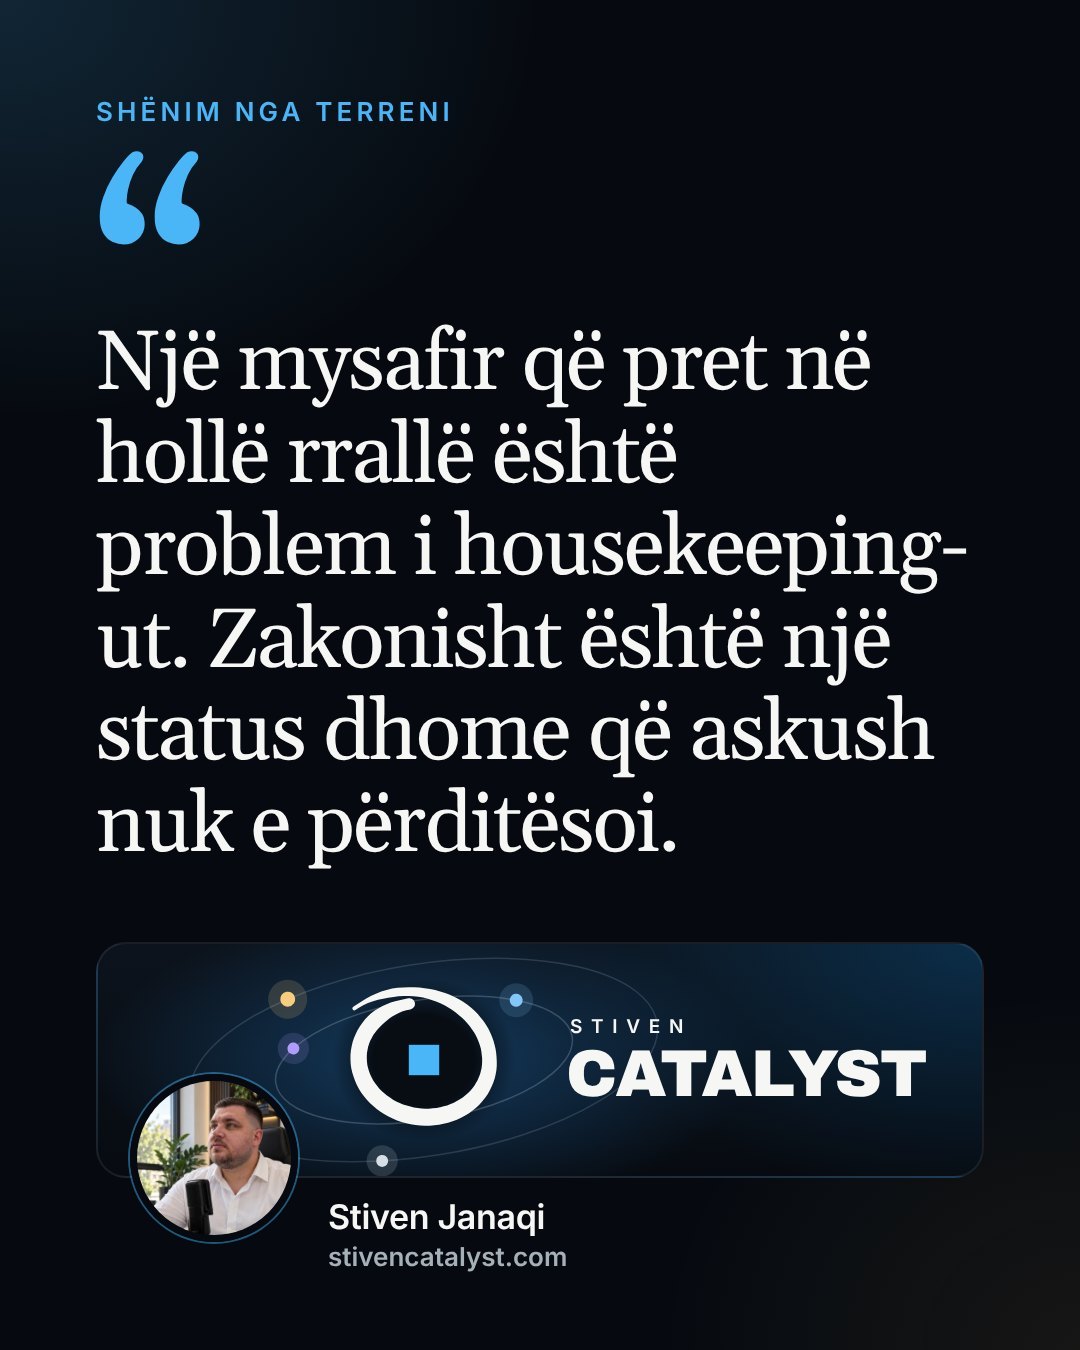 SHËNIM NGA TERRENI
“
Një mysafir që pret në
hollë rrallë është
problem i housekeeping-
ut. Zakonisht është një
status dhome që askush
nuk e përditësoi.
STIVEN
CATALYST
Stiven Janaqi
stivencatalyst.com